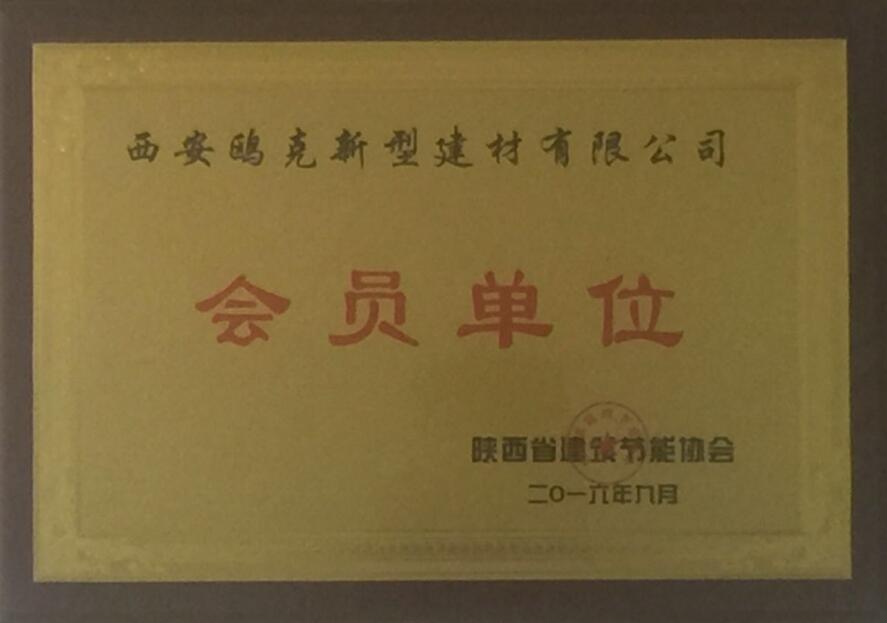 西安鸥克新型建材有限公司
会员单位
陕西省建筑节能协会
二〇一六年九月